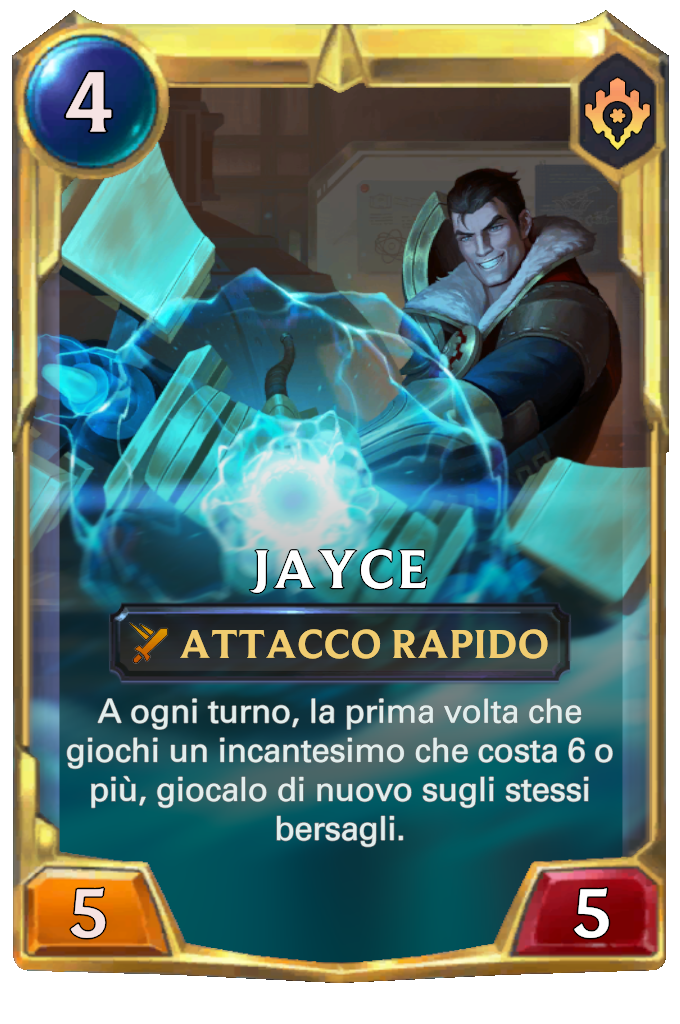 4
JAYCE
ATTACCO RAPIDO
A ogni turno, la prima volta che
giochi un incantesimo che costa 6 o
più, giocalo di nuovo sugli stessi
bersagli.
5
5